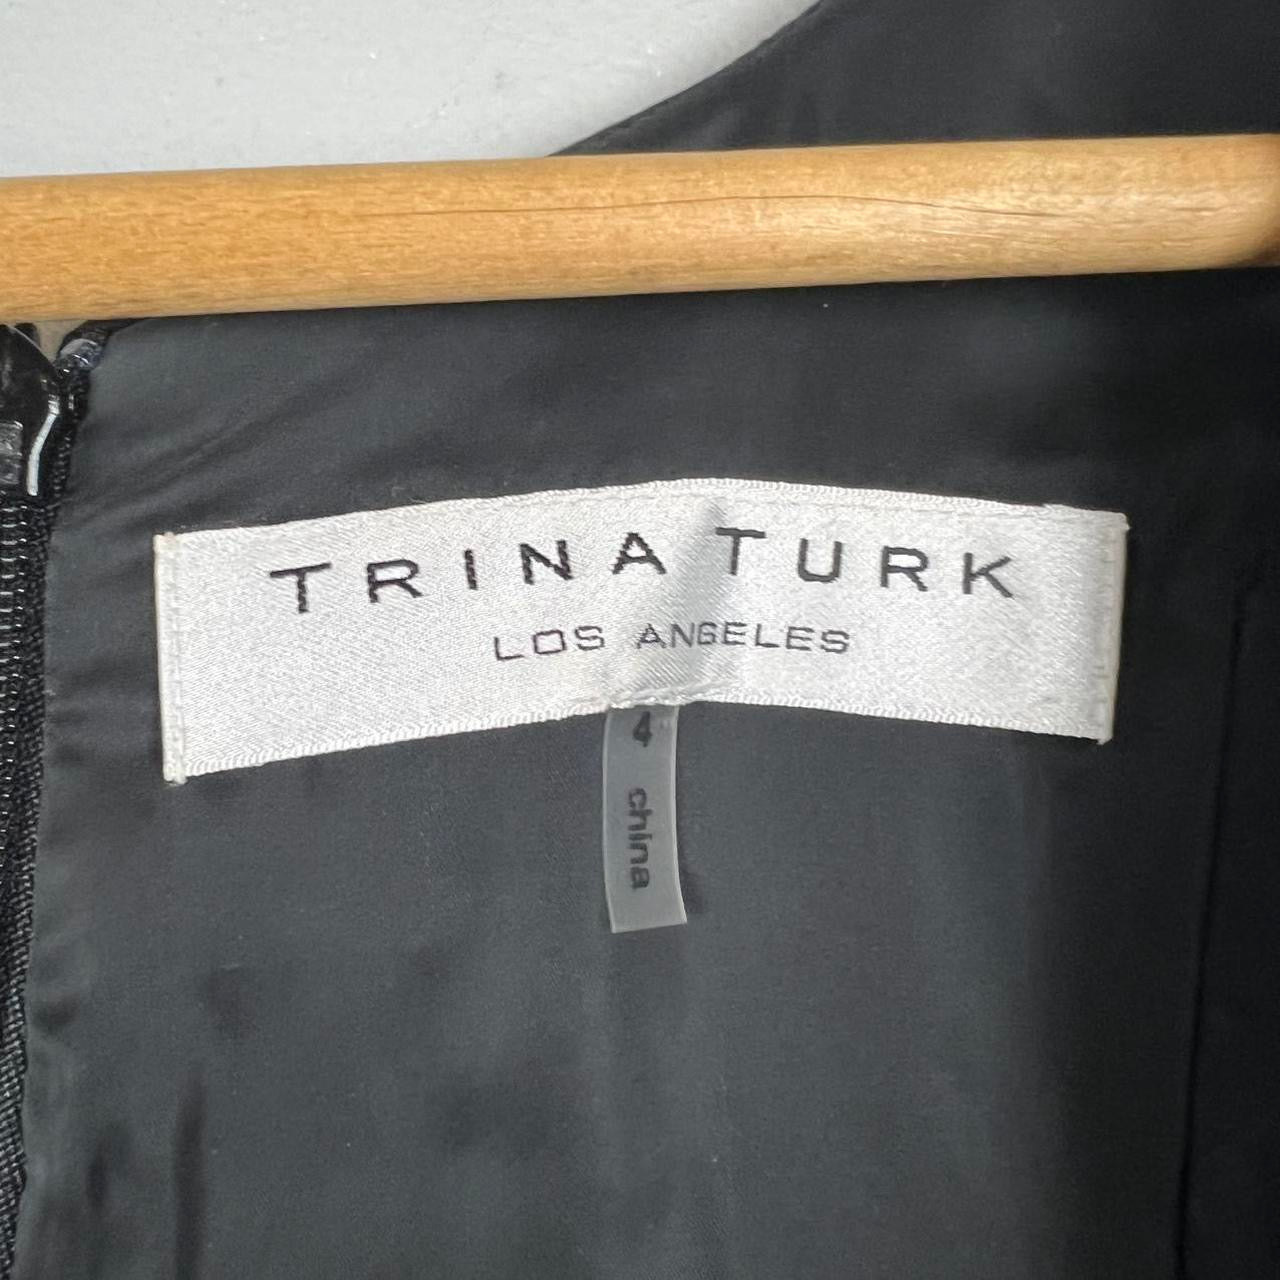 TRINA TURK
LOS ANGELES
4 china